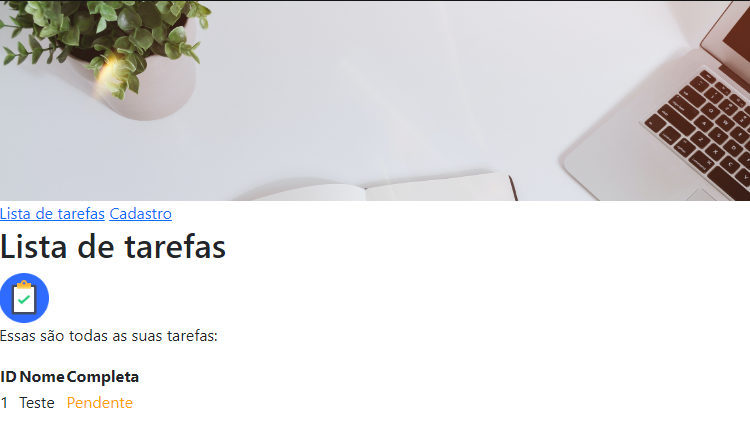 Lista de tarefas Cadastro
Lista de tarefas
Essas são todas as suas tarefas:
ID Nome Completa
1 Teste Pendente